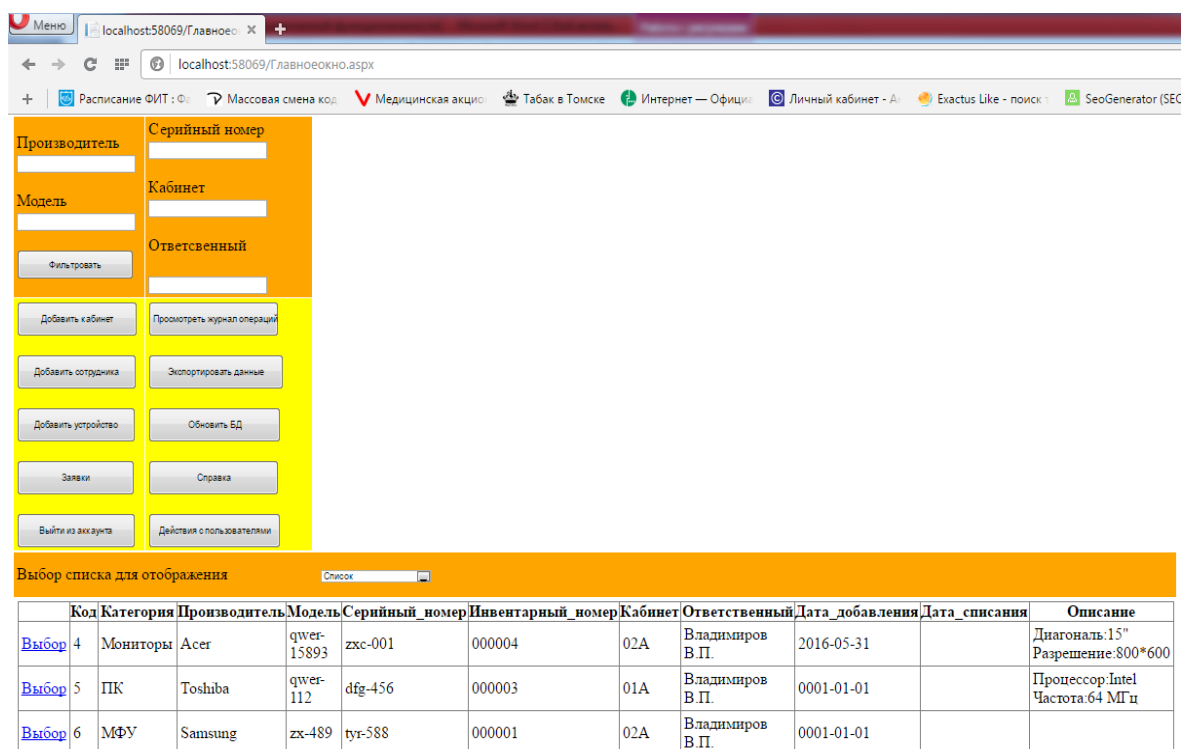 Меню
localhost:58069/Главноео
localhost:58069/Главноеокно.aspx
Расписание ФИТ : Фа Массовая смена код Медицинская акцио Табак в Томске Интернет — Официа Личный кабинет - А Exactus Like - поиск SeoGenerator (SEO
Производитель
Серийный номер
Модель
Кабинет
Ответсвенный
Фильтровать
Добавить кабинет Просмотреть журнал операций
Добавить сотрудника Экспортировать данные
Добавить устройство Обновить БД
Заявки Справка
Выйти из аккаунта Действия с пользователями
Выбор списка для отображения Список
Код Категория Производитель Модель Серийный_номер Инвентарный_номер Кабинет Ответственный Дата_добавления Дата_списания Описание
Выбор 4 Мониторы Acer qwer-15893 zxc-001 000004 02А Владимиров В.П. 2016-05-31 Диагональ:15" Разрешение:800*600
Выбор 5 ПК Toshiba qwer-112 dfg-456 000003 01А Владимиров В.П. 0001-01-01 Процессор:Intel Частота:64 МГц
Выбор 6 МФУ Samsung zx-489 tyr-588 000001 02А Владимиров В.П. 0001-01-01